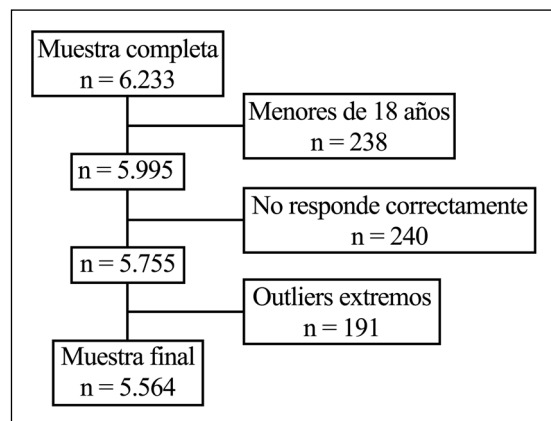 Muestra completa
n = 6.233
Menores de 18 años
n = 238
n = 5.995
No responde correctamente
n = 240
n = 5.755
Outliers extremos
n = 191
Muestra final
n = 5.564